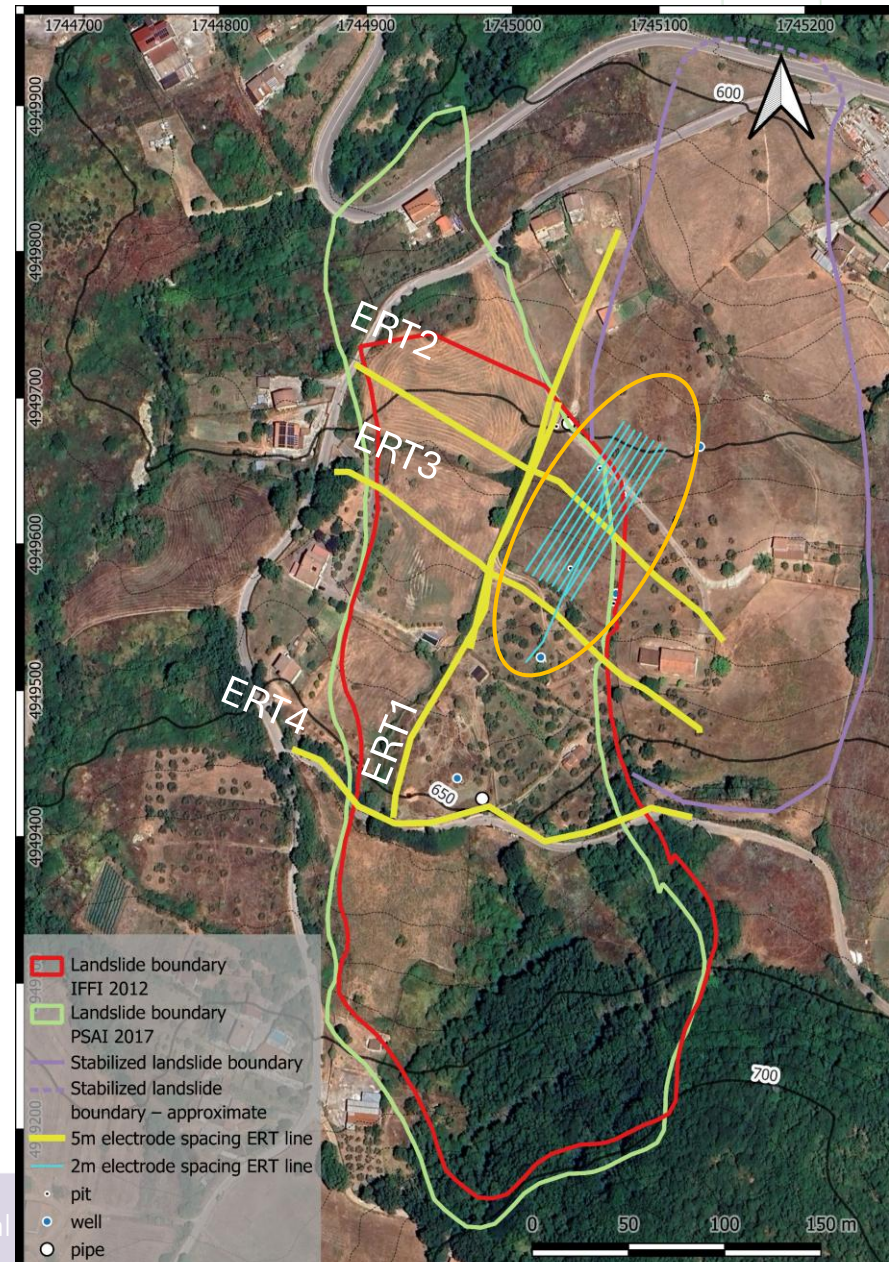 1744700
1744800
1744900
1745000
1745100
1745200
4949900
600
4949800
ERT2
4949700
ERT3
4949600
4949500
ERT4
ERT1
650
4949400
Landslide boundary
IFFI 2012
Landslide boundary
PSAI 2017
Stabilized landslide boundary
700
Stabilized landslide
boundary – approximate
5m electrode spacing ERT line
2m electrode spacing ERT line
pit
well
0
50
100
150 m
pipe